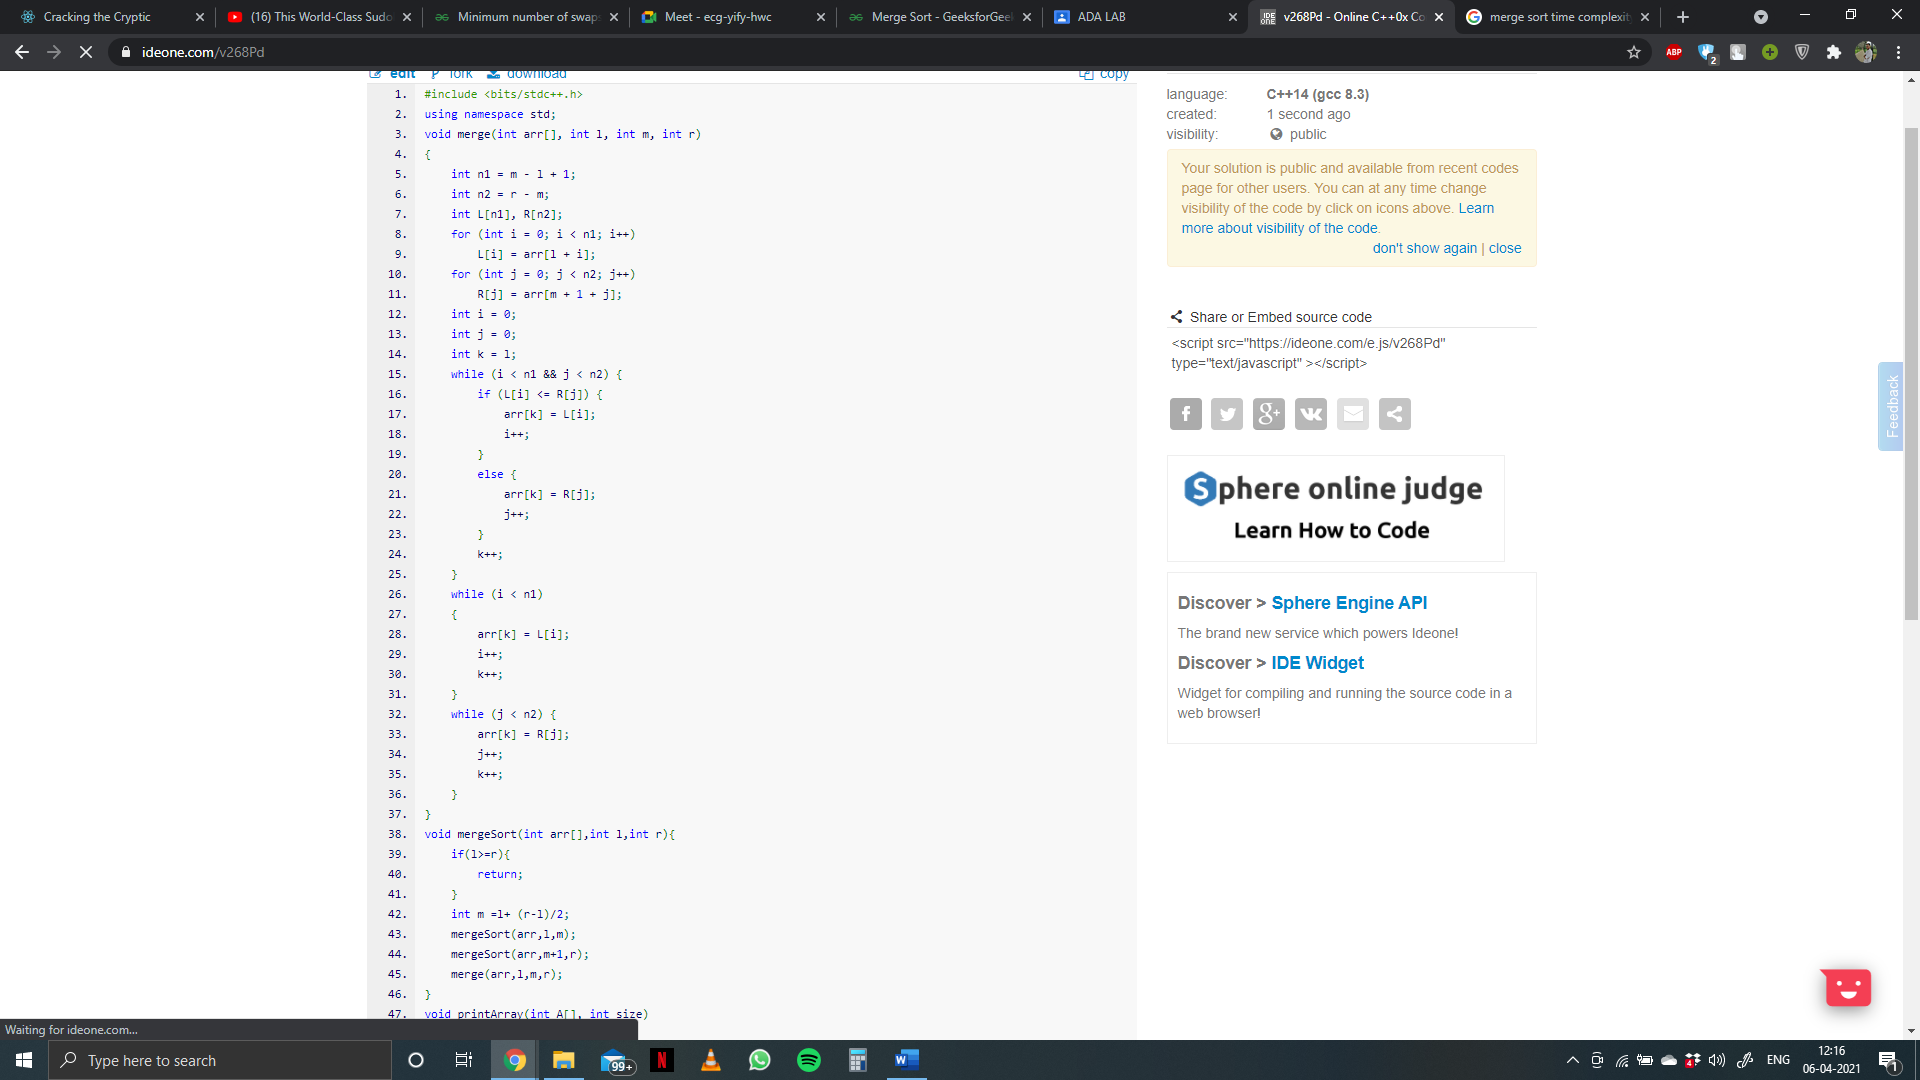 Cracking the Cryptic
(16) This World-Class Sudo
Minimum number of swaps
Meet - ecg-yify-hwc
Merge Sort - GeeksforGeek
ADA LAB
v268Pd - Online C++0x Co
merge sort time complexity
ideone.com/v268Pd
ABP
2
edit fork download copy
1. #include <bits/stdc++.h>
2. using namespace std;
3. void merge(int arr[], int l, int m, int r)
4. {
5. int n1 = m - l + 1;
6. int n2 = r - m;
7. int L[n1], R[n2];
8. for (int i = 0; i < n1; i++)
9. L[i] = arr[l + i];
10. for (int j = 0; j < n2; j++)
11. R[j] = arr[m + 1 + j];
12. int i = 0;
13. int j = 0;
14. int k = l;
15. while (i < n1 && j < n2) {
16. if (L[i] <= R[j]) {
17. arr[k] = L[i];
18. i++;
19. }
20. else {
21. arr[k] = R[j];
22. j++;
23. }
24. k++;
25. }
26. while (i < n1)
27. {
28. arr[k] = L[i];
29. i++;
30. k++;
31. }
32. while (j < n2) {
33. arr[k] = R[j];
34. j++;
35. k++;
36. }
37. }
38. void mergeSort(int arr[],int l,int r){
39. if(l>=r){
40. return;
41. }
42. int m =l+ (r-l)/2;
43. mergeSort(arr,l,m);
44. mergeSort(arr,m+1,r);
45. merge(arr,l,m,r);
46. }
47. void printArray(int A[], int size)
language: C++14 (gcc 8.3)
created: 1 second ago
visibility: public
Your solution is public and available from recent codes
page for other users. You can at any time change
visibility of the code by click on icons above. Learn
more about visibility of the code.
don't show again | close
Share or Embed source code
<script src="https://ideone.com/e.js/v268Pd"
type="text/javascript" ></script>
Sphere online judge
Learn How to Code
Discover > Sphere Engine API
The brand new service which powers Ideone!
Discover > IDE Widget
Widget for compiling and running the source code in a
web browser!
Feedback
Waiting for ideone.com...
Type here to search
99+
ENG
12:16
06-04-2021
1